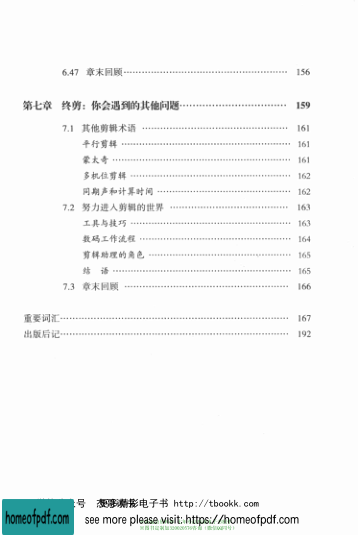 6.47 章末回顾 156
第七章 终剪：你会遇到的其他问题 159
7.1 其他剪辑术语 161
平行剪辑 161
蒙太奇 161
多机位剪辑 162
同期声和计算时间 162
7.2 努力进入剪辑的世界 163
工具与技巧 163
数码工作流程 164
剪辑助理的角色 165
结 语 165
7.3 章末回顾 166
重要词汇 167
出版后记 192
电子书 http://tbookk.com
homeofpdf.com see more please visit: https://homeofpdf.com